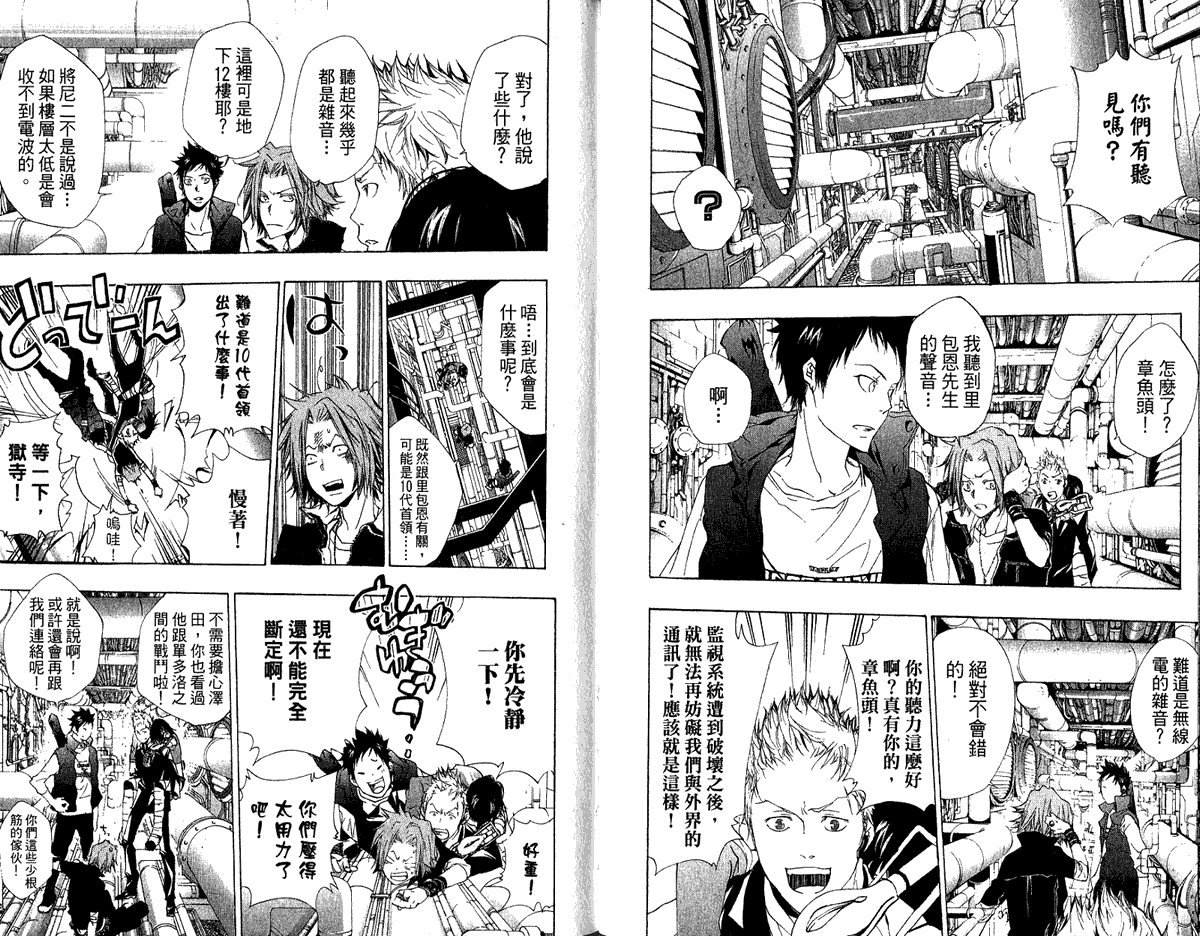 你們有聽
見嗎？
？
怎麼了？
章魚頭！
我聽到里
包恩先生
的聲音…
啊…
難道是無線
電的雜音？
絕對不會錯
的！
你的聽力這麼好
啊？真有你的，
章魚頭！
監視系統遭到破壞之後，
就無法再妨礙我們與外界的
通訊了！應該就是這樣！
對了，他說
了些什麼？
聽起來幾乎
都是雜音…
這裡可是地
下12樓耶？
將尼二不是說過…
如果樓層太低是會
收不到電波的。
唔…到底會是
什麼事呢？
既然跟里包恩有關，
可能是10代首領……
はっ
難道是10代首領
出了什麼事！
どってーん
慢著！
等一下，
獄寺！
嗚哇！
你先冷靜
一下！
現在
還不能完全
斷定啊！
好重！
你們壓得
太用力了
吧！
不需要擔心澤
田，你也看過
他跟單多洛之
間的戰鬥啦！
就是說啊！
或許還會再跟
我們連絡呢！
你們這些少根
筋的傢伙！